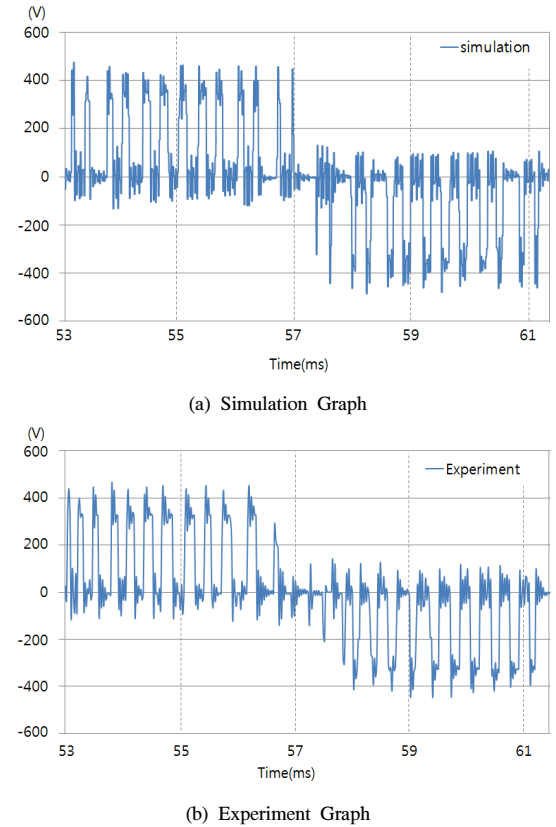 (V)
600
400
200
0
-200
-400
-600
simulation
53 55 57 59 61
Time(ms)
(a) Simulation Graph
(V)
600
400
200
0
-200
-400
-600
Experiment
53 55 57 59 61
Time(ms)
(b) Experiment Graph